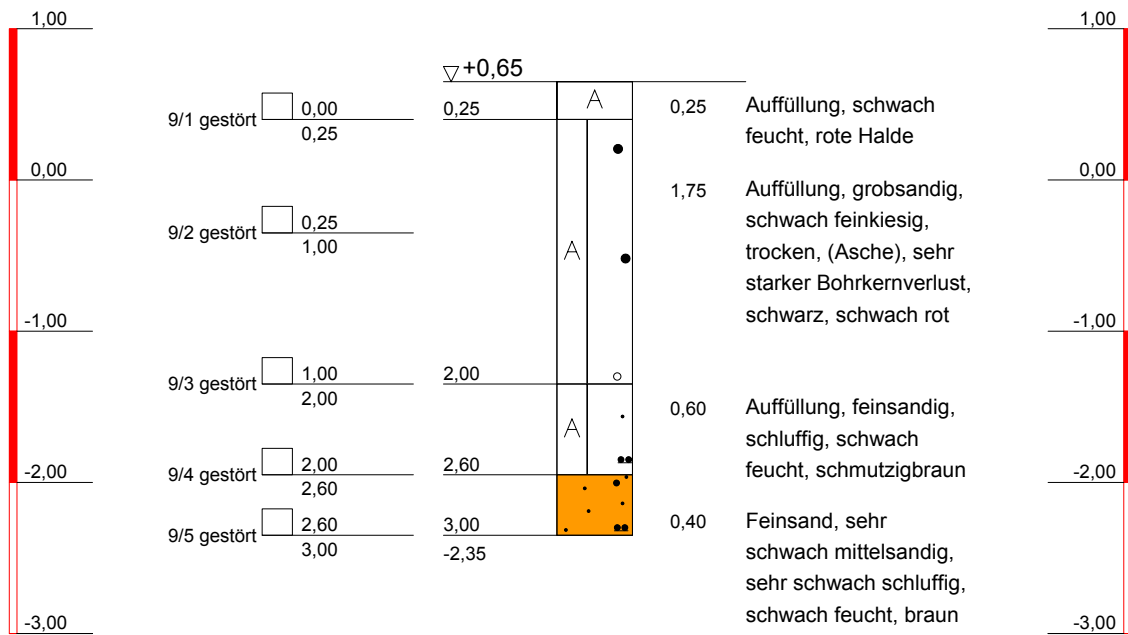 1,00
1,00
+0,65
9/1 gestört 0,00 0,25 A 0,25 Auffüllung, schwach
0,25 feucht, rote Halde
0,00
0,00
9/2 gestört 0,25 1,75 Auffüllung, grobsandig,
1,00 schwach feinkiesig,
A trocken, (Asche), sehr
starker Bohrkernverlust,
schwarz, schwach rot
-1,00
-1,00
9/3 gestört 1,00 2,00
2,00
0,60 Auffüllung, feinsandig,
A schluffig, schwach
9/4 gestört 2,00 2,60 feucht, schmutzigbraun
2,60
-2,00
-2,00
9/5 gestört 2,60 3,00 0,40 Feinsand, sehr
3,00 -2,35 schwach mittelsandig,
sehr schwach schluffig,
schwach feucht, braun
-3,00
-3,00